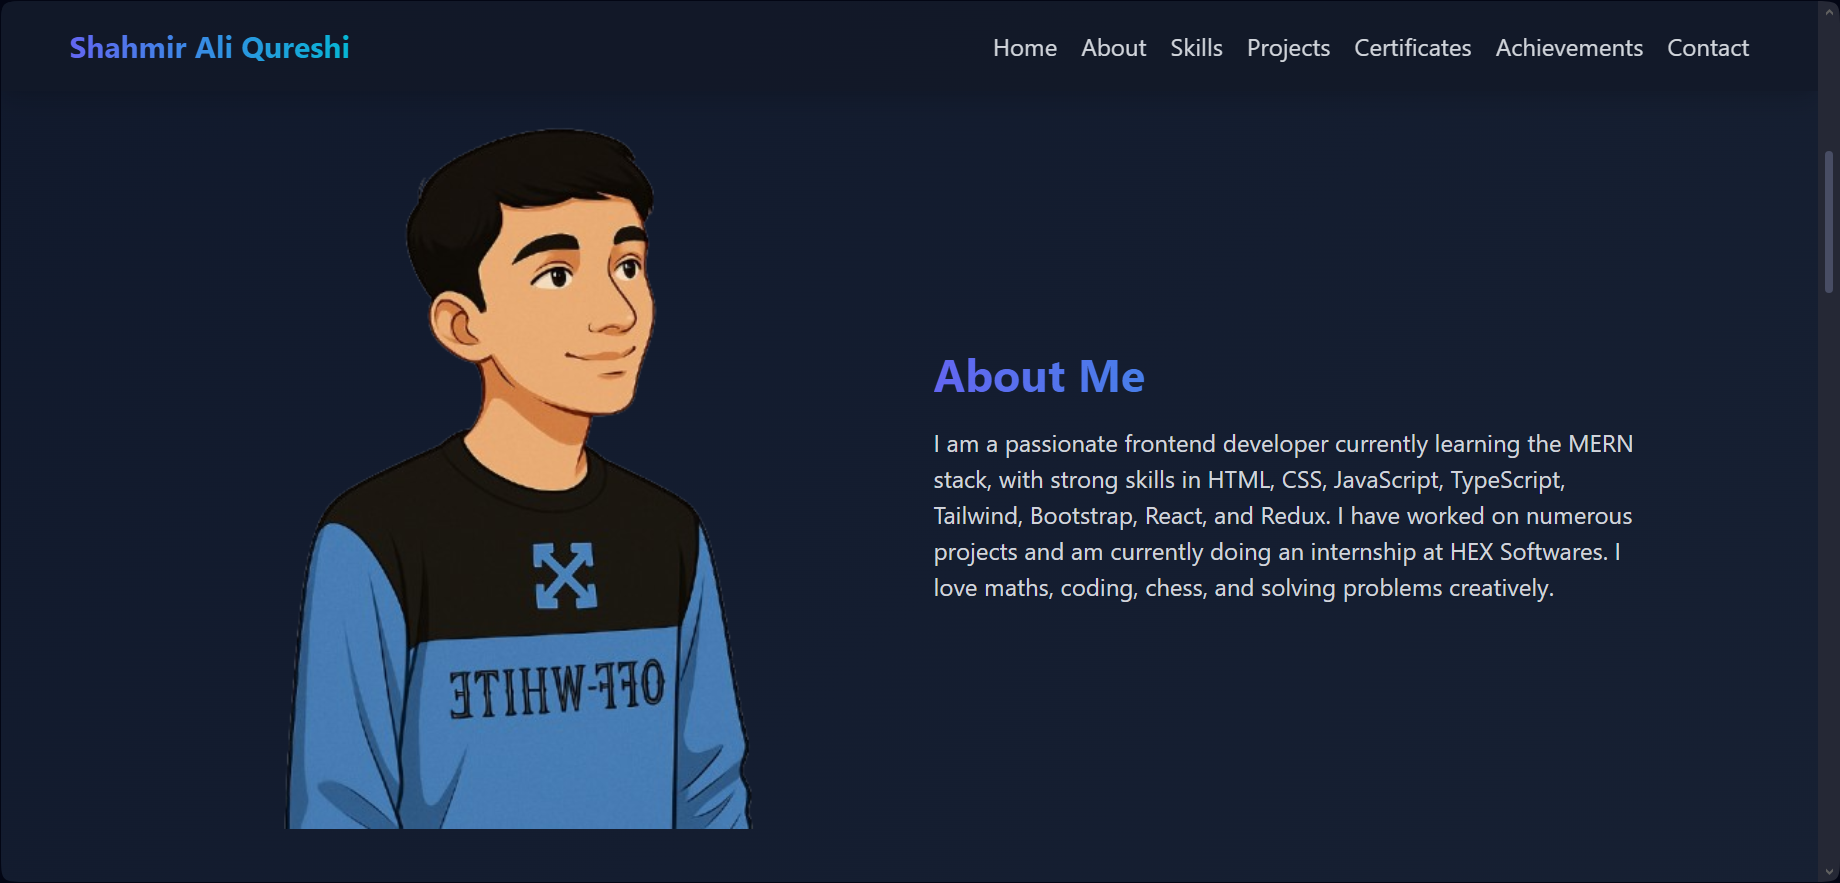 Shahmir Ali Qureshi
Home About Skills Projects Certificates Achievements Contact
About Me
I am a passionate frontend developer currently learning the MERN
stack, with strong skills in HTML, CSS, JavaScript, TypeScript,
Tailwind, Bootstrap, React, and Redux. I have worked on numerous
projects and am currently doing an internship at HEX Softwares. I
love maths, coding, chess, and solving problems creatively.
OFF-WHITE